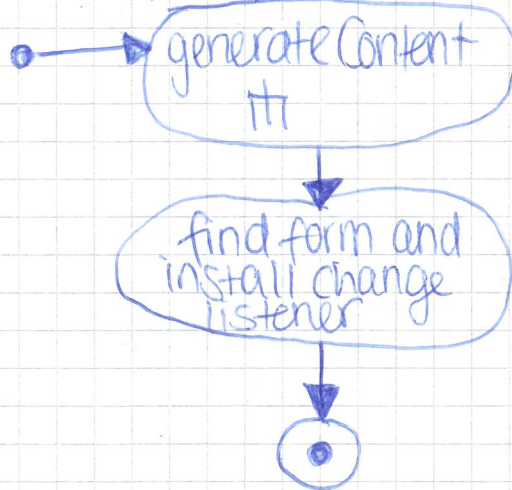 generateContent
find form and
install change
listener